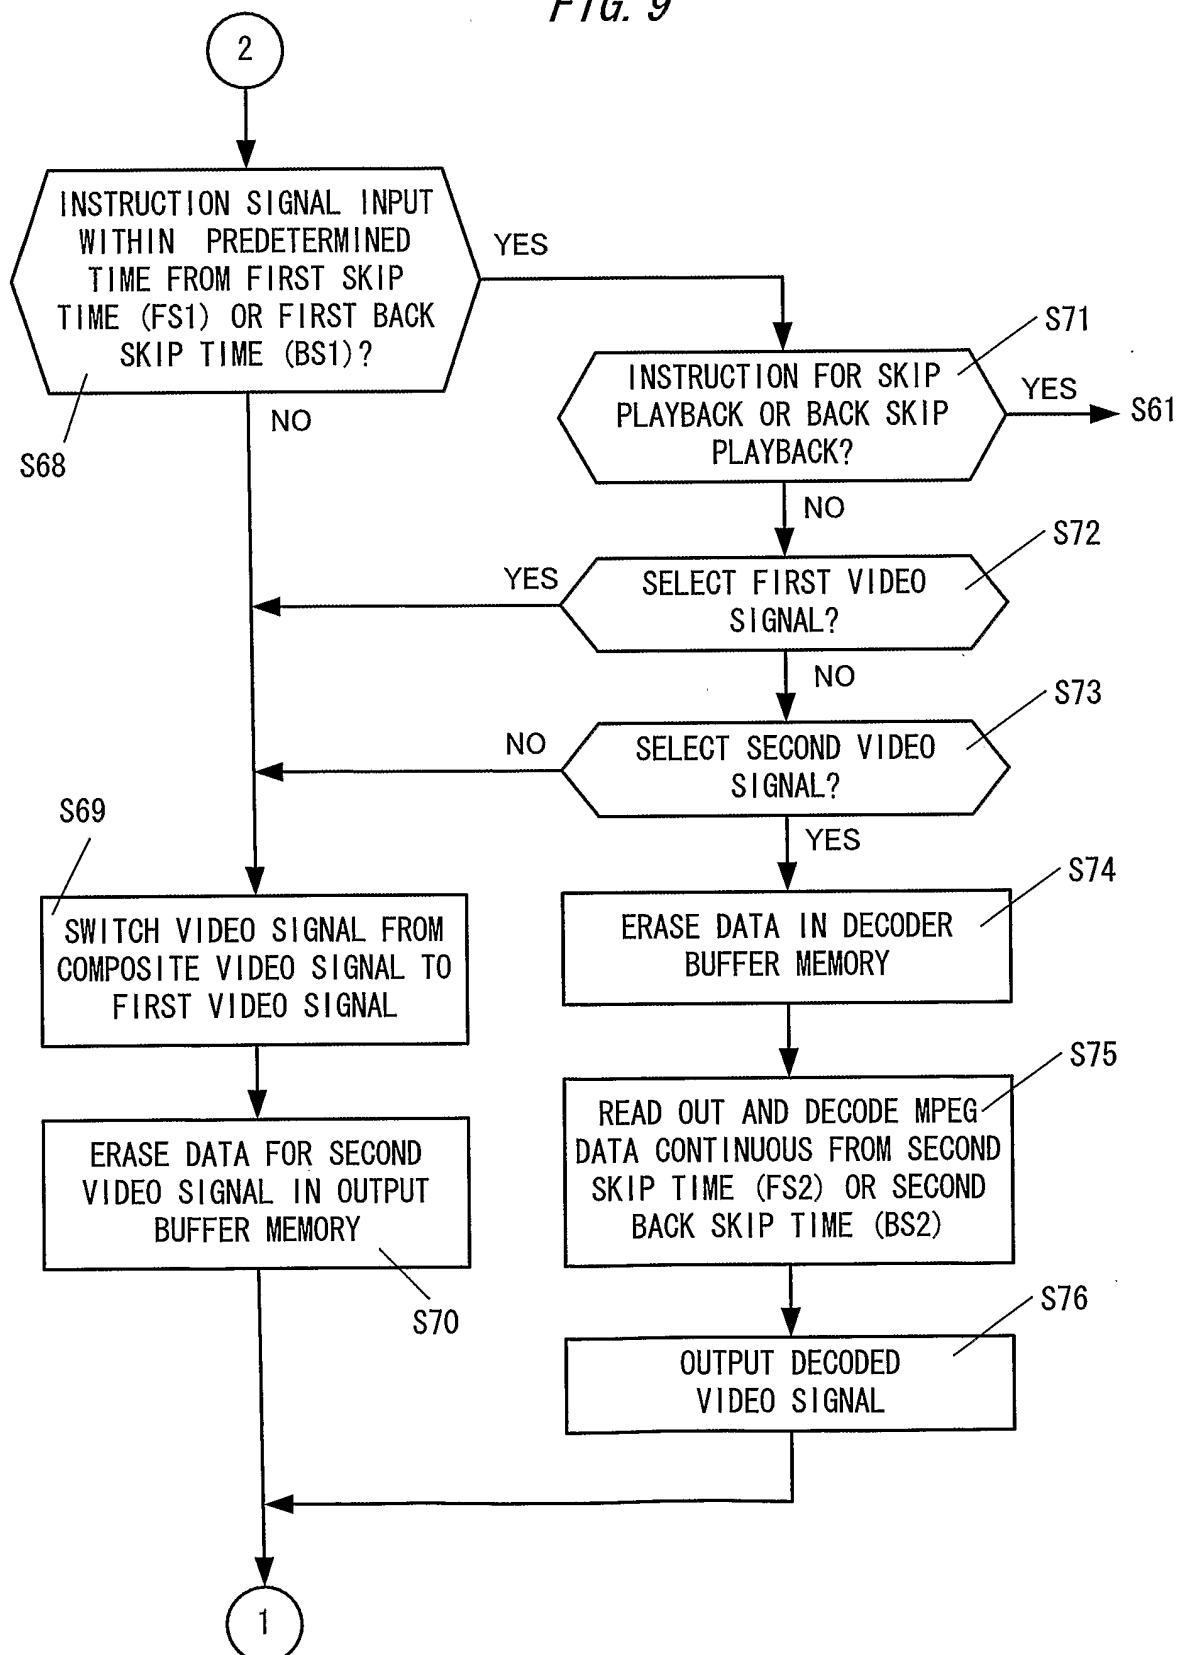 FIG. 9
2
INSTRUCTION SIGNAL INPUT
WITHIN PREDETERMINED
TIME FROM FIRST SKIP
TIME (FS1) OR FIRST BACK
SKIP TIME (BS1)?
YES
NO
S68
S71
INSTRUCTION FOR SKIP
PLAYBACK OR BACK SKIP
PLAYBACK?
YES
S61
NO
S72
YES
SELECT FIRST VIDEO
SIGNAL?
NO
S73
NO
SELECT SECOND VIDEO
SIGNAL?
YES
S69
SWITCH VIDEO SIGNAL FROM
COMPOSITE VIDEO SIGNAL TO
FIRST VIDEO SIGNAL
S74
ERASE DATA IN DECODER
BUFFER MEMORY
S75
READ OUT AND DECODE MPEG
DATA CONTINUOUS FROM SECOND
SKIP TIME (FS2) OR SECOND
BACK SKIP TIME (BS2)
ERASE DATA FOR SECOND
VIDEO SIGNAL IN OUTPUT
BUFFER MEMORY
S70
S76
OUTPUT DECODED
VIDEO SIGNAL
1